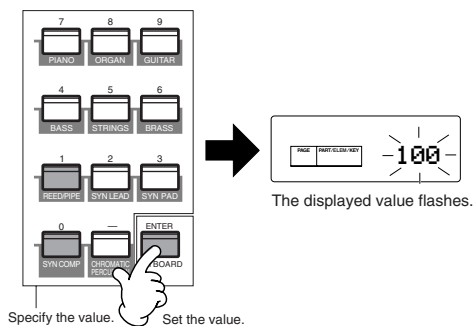 7 8 9
PIANO ORGAN GUITAR
4 5 6
BASS STRINGS BRASS
1 2 3
REED/PIPE SYN LEAD SYN PAD
0 — ENTER
SYN COMP CHROMATIC BOARD
PAGE PART/ELEM/KEY
100
The displayed value flashes.
Specify the value. Set the value.